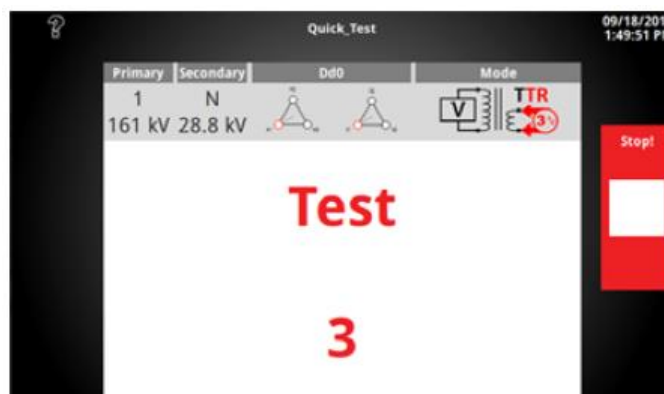 Quick_Test
09/18/201
1:49:51 P
Primary Secondary Dd0 Mode
1 N
161 kV 28.8 kV
V TTR
3
Stop!
Test
3